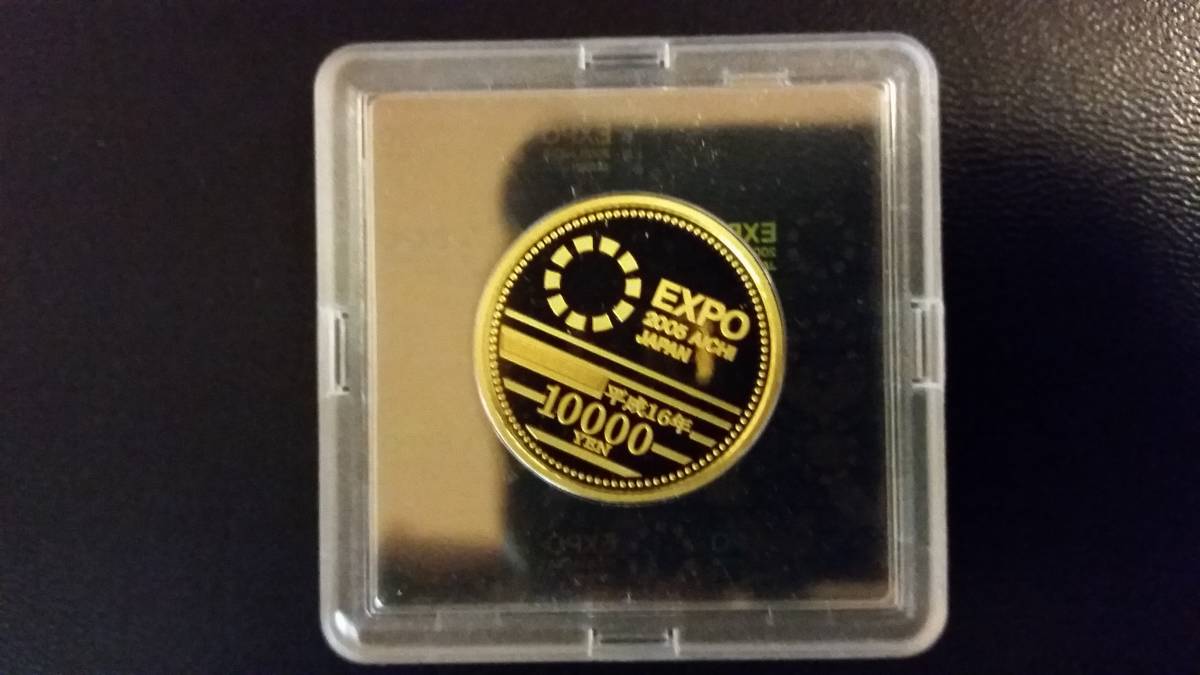 EXPO
2005 AICHI
JAPAN
平成16年
10000
YEN